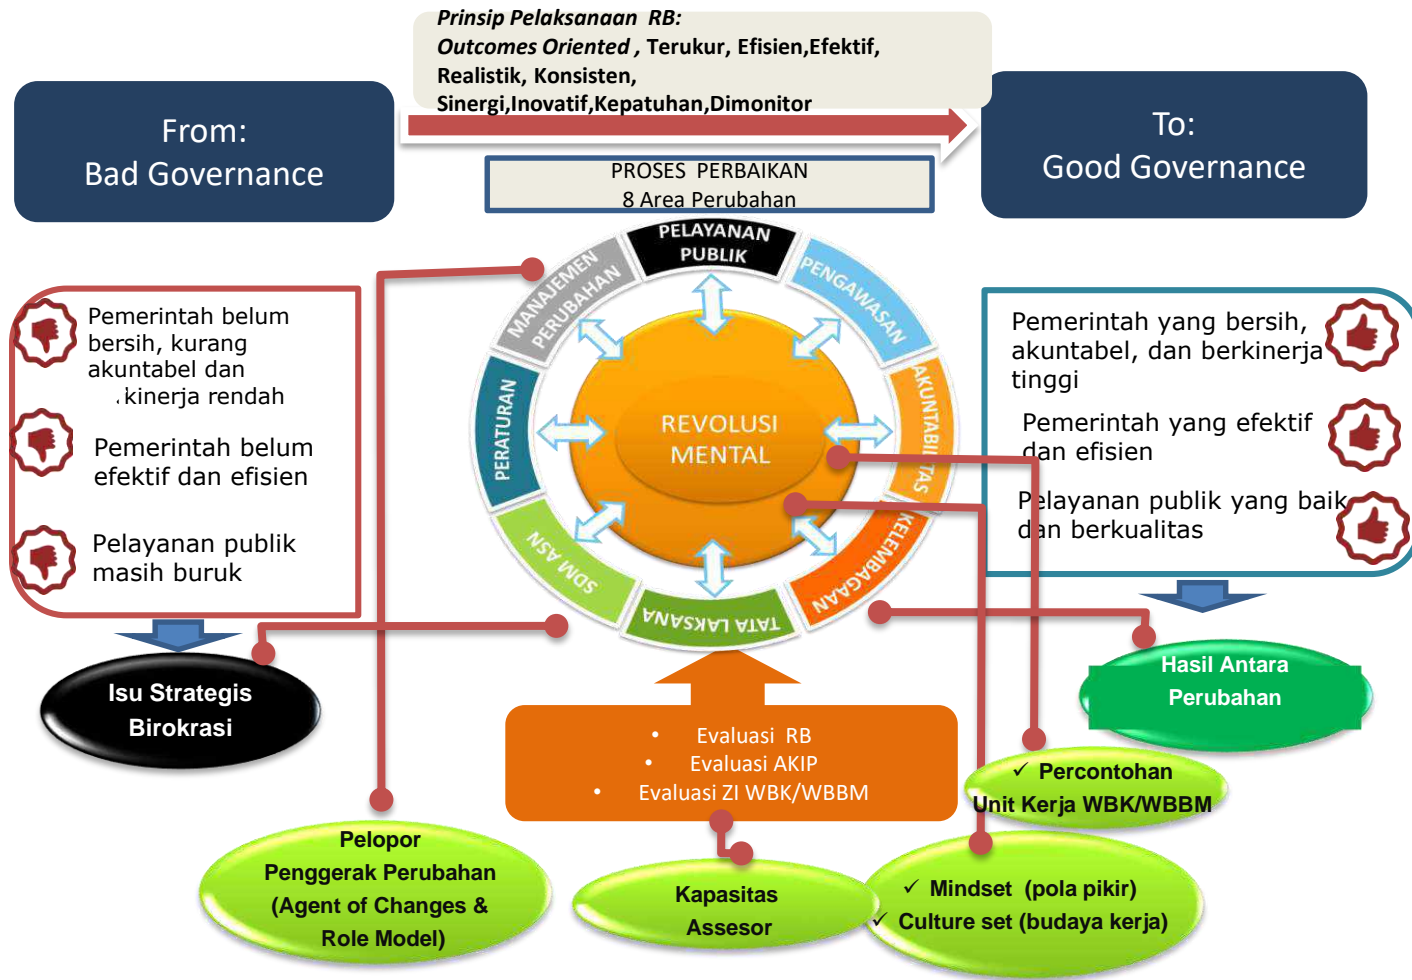 Prinsip Pelaksanaan RB:
Outcomes Oriented , Terukur, Efisien,Efektif,
Realistik, Konsisten,
Sinergi,Inovatif,Kepatuhan,Dimonitor
From:
Bad Governance
To:
Good Governance
PROSES PERBAIKAN
8 Area Perubahan
PELAYANAN
PUBLIK
PENGAWASAN
AKUNTABILITAS
KELEMBAGAAN
TATA LAKSANA
SDM ASN
PERATURAN
MANAJEMEN
PERUBAHAN
REVOLUSI
MENTAL
Pemerintah belum
bersih, kurang
akuntabel dan
kinerja rendah
Pemerintah belum
efektif dan efisien
Pelayanan publik
masih buruk
Pemerintah yang bersih,
akuntabel, dan berkinerja
tinggi
Pemerintah yang efektif
dan efisien
Pelayanan publik yang baik
dan berkualitas
Isu Strategis
Birokrasi
Hasil Antara
Perubahan
• Evaluasi RB
• Evaluasi AKIP
• Evaluasi ZI WBK/WBBM
✓ Percontohan
Unit Kerja WBK/WBBM
Pelopor
Penggerak Perubahan
(Agent of Changes &
Role Model)
Kapasitas
Assesor
✓ Mindset (pola pikir)
✓ Culture set (budaya kerja)